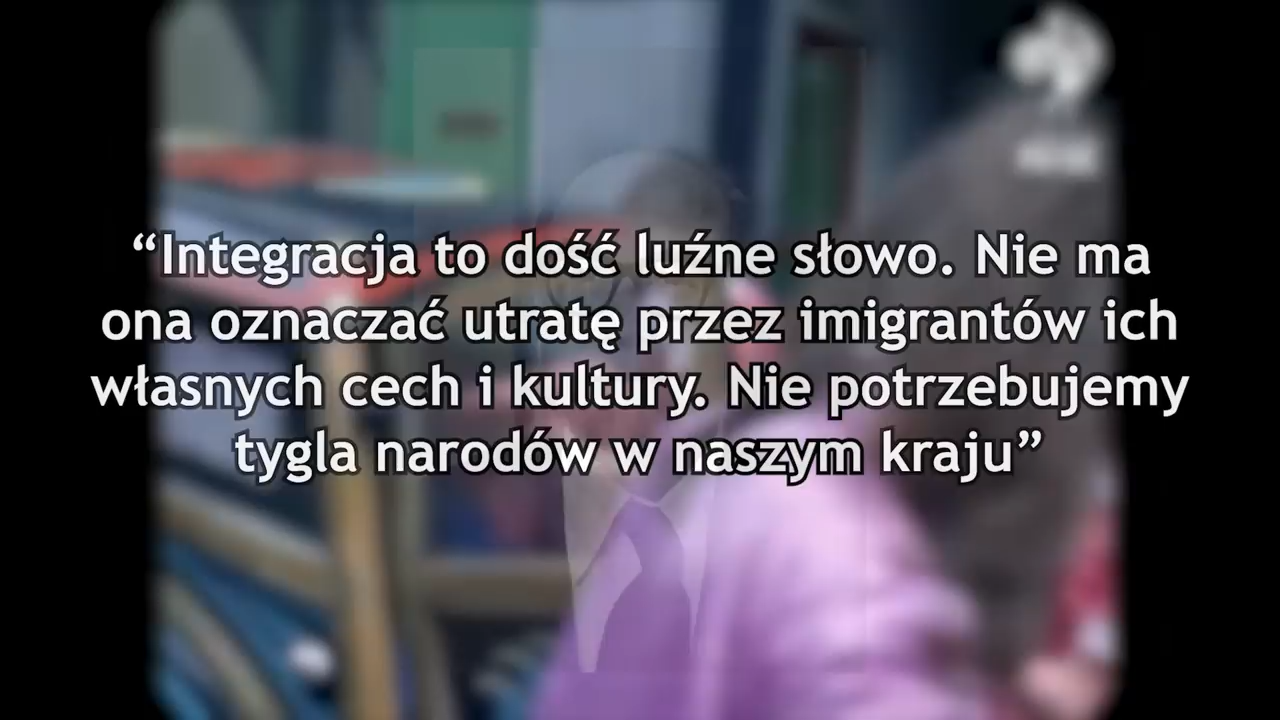 “Integracja to dość luźne słowo. Nie ma
ona oznaczać utratę przez imigrantów ich
własnych cech i kultury. Nie potrzebujemy
tygla narodów w naszym kraju”